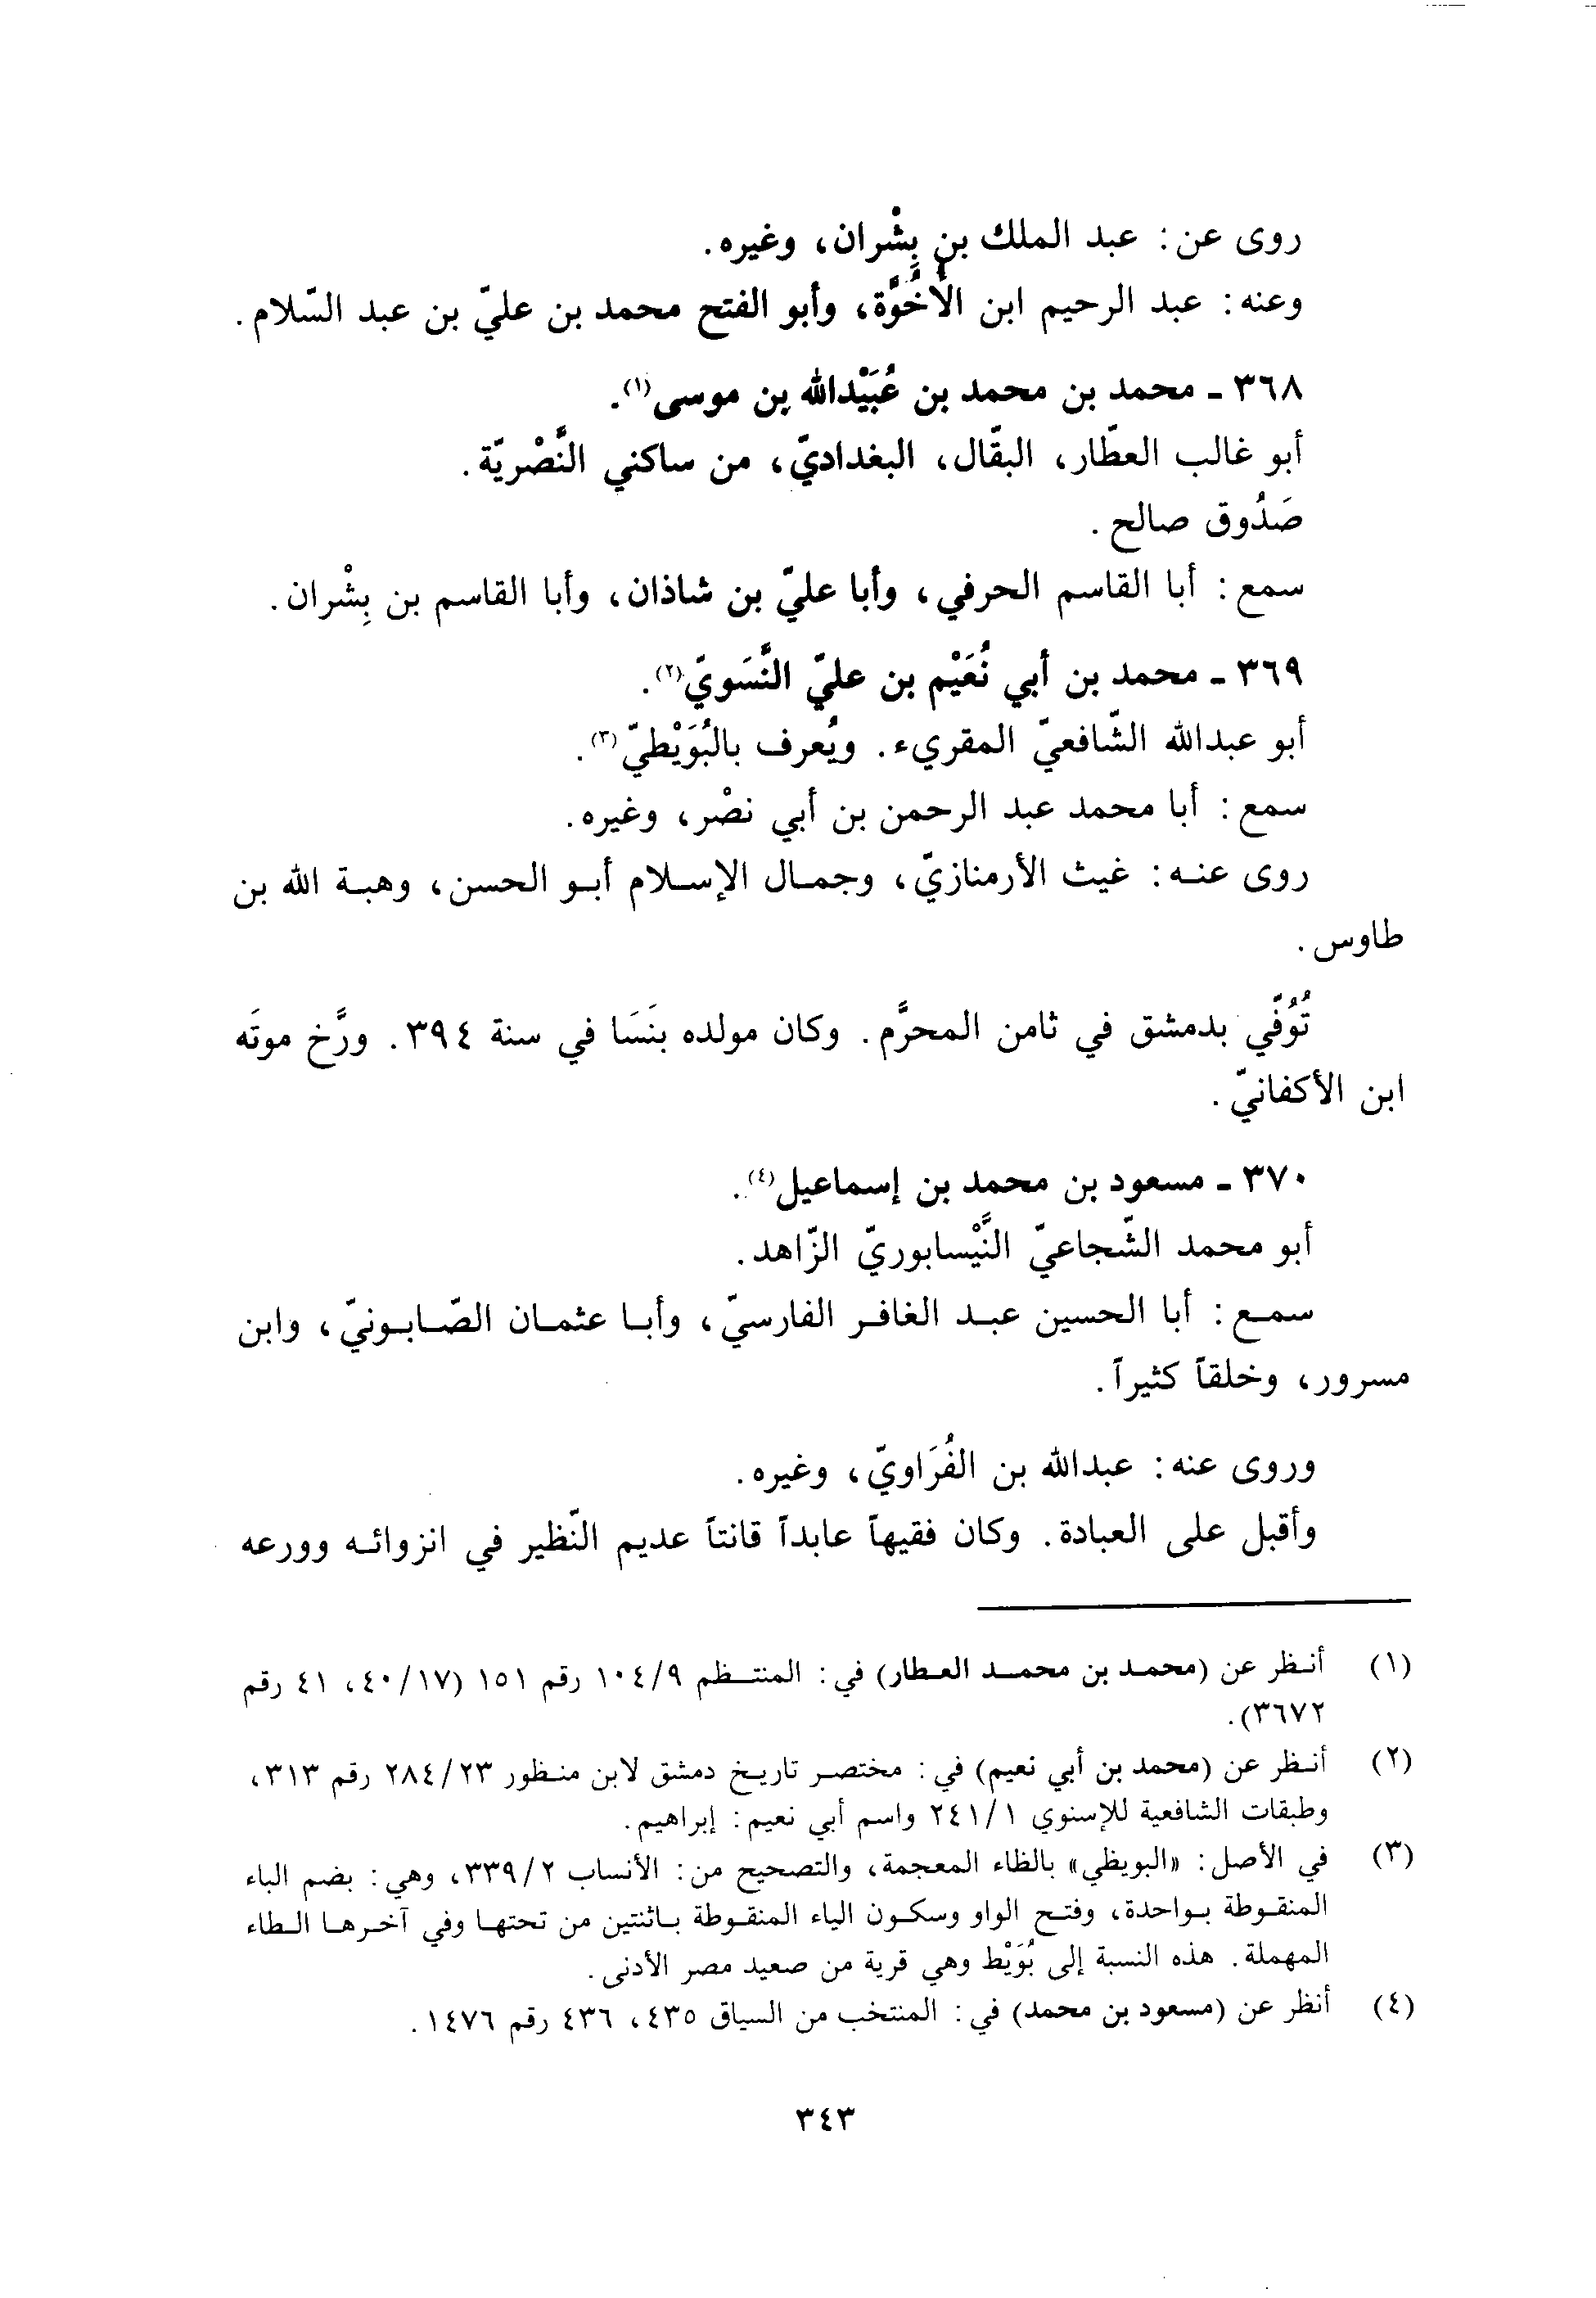 روى عن : عبد الملك بن بِشْران، وغيره.
وعنه : عبد الرحيم ابن الأُخُوَّة، وأبو الفتح محمد بن عليّ بن عبد السّلام.
٣٦٨ ـ محمد بن محمد بن عُبَيْدالله بن موسى(١).
أبو غالب العطّار، البقّال، البغداديّ، من ساكني النَّصْريّة.
صَدُوق صالح.
سمع : أبا القاسم الحرفي، وأبا عليّ بن شاذان، وأبا القاسم بن بِشْران.
٣٦٩ ـ محمد بن أبي نُعَيْم بن عليّ النَّسَويّ(٢).
أبو عبدالله الشّافعيّ المقريء. ويُعرف بالبُوَيْطيّ(٣).
سمع : أبا محمد عبد الرحمن بن أبي نصْر، وغيره.
روى عنه : غيث الأرمنازيّ، وجمال الإسلام أبو الحسن، وهبة الله بن
طاوس.
تُوُفّي بدمشق في ثامن المحرَّم. وكان مولده بنَسَا في سنة ٣٩٤. ورَّخ موتَه
ابن الأكفانيّ.
٣٧٠ ـ مسعود بن محمد بن إسماعيل(٤).
أبو محمد الشّجاعيّ النَّيْسابوريّ الزّاهد.
سمع : أبا الحسين عبد الغافر الفارسيّ، وأبا عثمان الصّابونيّ، وابن
مسرور، وخلقاً كثيراً.
وروى عنه : عبدالله بن الفُرَاويّ، وغيره.
وأقبل على العبادة. وكان فقيهاً عابداً قانتاً عديم النّظير في انزوائه وورعه
(١) أنظر عن (محمد بن محمد العطار) في : المنتظم ١٠٤/٩ رقم ١٥١ (٤٠/١٧، ٤١ رقم
٣٦٧٢).
(٢) أنظر عن (محمد بن أبي نعيم) في : مختصر تاريخ دمشق لابن منظور ٢٨٤/٢٣ رقم ٣١٣،
وطبقات الشافعية للإسنوي ٢٤١/١ واسم أبي نعيم : إبراهيم.
(٣) في الأصل : «البويظي» بالظاء المعجمة، والتصحيح من : الأنساب ٣٣٩/٢، وهي : بضم الباء
المنقوطة بواحدة، وفتح الواو وسكون الياء المنقوطة باثنتين من تحتها وفي آخرها الطاء
المهملة. هذه النسبة إلى بُوَيْط وهي قرية من صعيد مصر الأدنى.
(٤) أنظر عن (مسعود بن محمد) في : المنتخب من السياق ٤٣٥، ٤٣٦ رقم ١٤٧٦.
٣٤٣